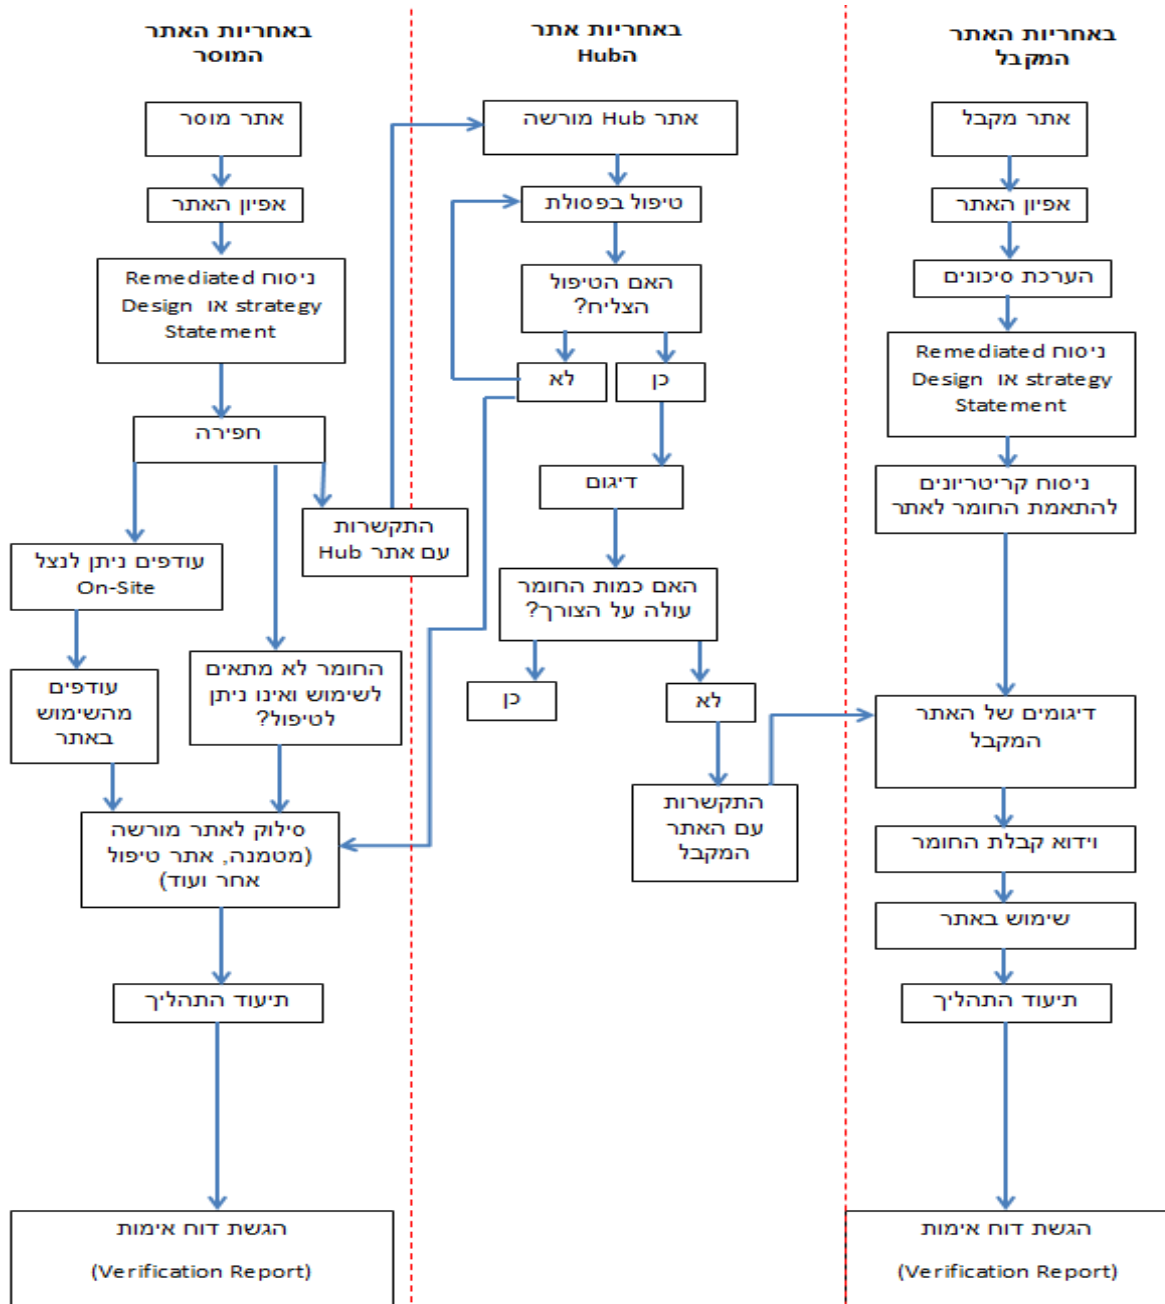 באחריות האתר
המוסר
אתר מוסר
אפיון האתר
ניסוח Remediated
strategy או Design
Statement
חפירה
התקשרות
עם אתר Hub
עודפים ניתן לנצל
On-Site
עודפים
מהשימוש
באתר
החומר לא מתאים
לשימוש ואינו ניתן
לטיפול?
סילוק לאתר מורשה
(מטמנה, אתר טיפול
אחר ועוד)
תיעוד התהליך
הגשת דוח אימות
(Verification Report)
באחריות אתר
הHub
אתר Hub מורשה
טיפול בפסולת
האם הטיפול
הצליח?
לא
כן
דיגום
האם כמות החומר
עולה על הצורך?
כן
לא
התקשרות
עם האתר
המקבל
באחריות האתר
המקבל
אתר מקבל
אפיון האתר
הערכת סיכונים
ניסוח Remediated
strategy או Design
Statement
ניסוח קריטריונים
להתאמת החומר לאתר
דיגומים של האתר
המקבל
וידוא קבלת החומר
שימוש באתר
תיעוד התהליך
הגשת דוח אימות
(Verification Report)